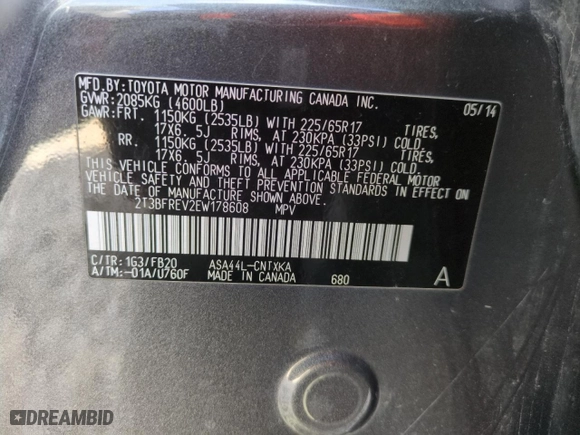 MFD.BY:TOYOTA MOTOR MANUFACTURING CANADA INC.
GVWR:2085KG (4600LB) 05/14
GAWR:FRT. 1150KG (2535LB) WITH 225/65R17 TIRES,
17X6.5J RIMS, AT 230KPA (33PSI) COLD.
RR. 1150KG (2535LB) WITH 225/65R17 TIRES,
17X6.5J RIMS, AT 230KPA (33PSI) COLD.
THIS VEHICLE CONFORMS TO ALL APPLICABLE FEDERAL MOTOR
VEHICLE SAFETY AND THEFT PREVENTION STANDARDS IN EFFECT
ON THE DATE OF MANUFACTURE SHOWN ABOVE.
2T3BFREV2EW178608 MPV
C/TR:1G3/FB20 ASA44L-CNTXKA
A/TM:-01A/U760F MADE IN CANADA 680 A
DREAMBID